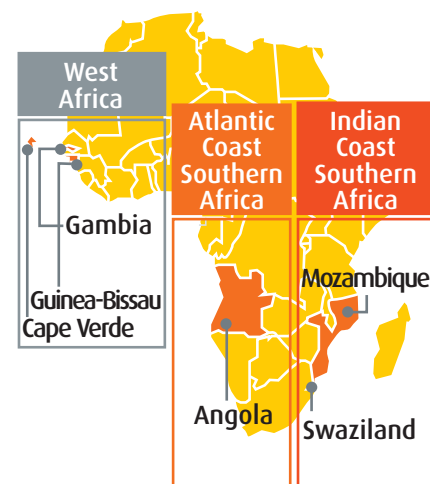 West
Africa
Atlantic
Coast
Southern
Africa
Indian
Coast
Southern
Africa
Gambia
Guinea-Bissau
Cape Verde
Mozambique
Angola
Swaziland